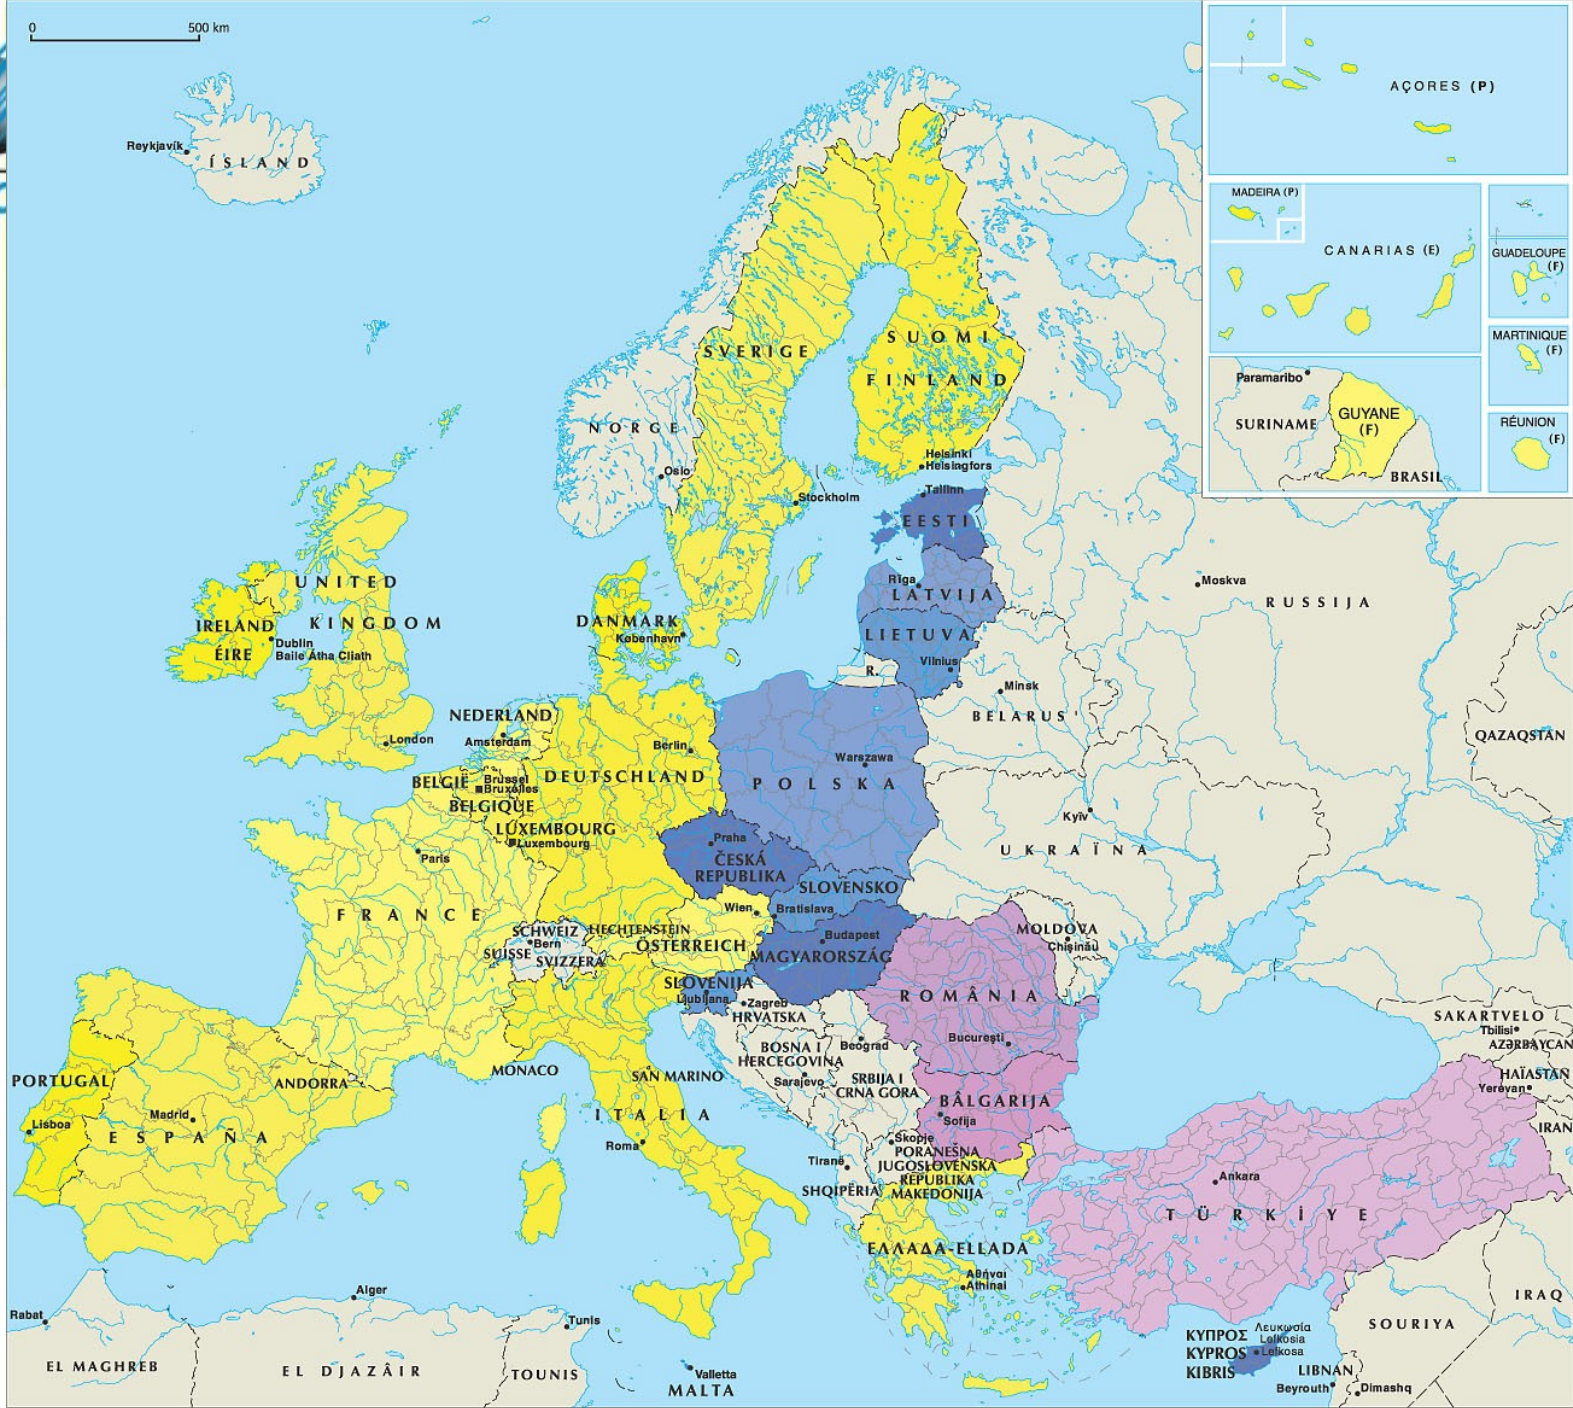 0 500 km
AÇORES (P)
MADEIRA (P)
CANARIAS (E)
GUADELOUPE
(F)
MARTINIQUE
(F)
RÉUNION
(F)
Paramaribo
SURINAME
GUYANE
(F)
BRASIL
Reykjavík
ÍSLAND
SVERIGE
SUOMI
FINLAND
NORGE
Oslo
Helsinki
Helsingfors
Stockholm
Tallinn
EESTI
Rīga
LATVIJA
LIETUVA
Vilnius
R.
Moskva
RUSSIJA
Minsk
BELARUS'
QAZAQSTAN
UNITED
KINGDOM
IRELAND
ÉIRE
Dublin
Baile Átha Cliath
London
DANMARK
København
NEDERLAND
Amsterdam
BELGIË
Brussel
Bruxelles
BELGIQUE
LUXEMBOURG
Luxembourg
DEUTSCHLAND
Berlin
Warszawa
POLSKA
Kyïv
UKRAÏNA
Praha
ČESKÁ
REPUBLIKA
SLOVENSKO
Bratislava
Paris
FRANCE
Wien
ÖSTERREICH
LIECHTENSTEIN
SCHWEIZ
Bern
SUISSE
SVIZZERA
Budapest
MAGYARORSZÁG
MOLDOVA
Chişinău
SLOVENIJA
Ljubljana
Zagreb
HRVATSKA
ROMÂNIA
Bucureşti
BOSNA I
HERCEGOVINA
Sarajevo
Beograd
SRBIJA I
CRNA GORA
BÂLGARIJA
Sofija
SAKARTVELO
Tbilisi
AZƏRBAYCAN
HAÏASTAN
Yerevan
IRAN
PORTUGAL
Lisboa
Madrid
ESPAÑA
ANDORRA
MONACO
SAN MARINO
ITALIA
Roma
Skopje
PORANEŠNA
JUGOSLOVENSKA
REPUBLIKA
MAKEDONIJA
Tiranë
SHQIPËRIA
ΕΛΛΑΔΑ-ELLADA
Αθήναι
Athinai
Ankara
TÜRKİYE
Rabat
EL MAGHREB
Alger
EL DJAZÂIR
Tunis
TOUNIS
Valletta
MALTA
ΚΥΠΡΟΣ
KYPROS
KIBRIS
Λευκωσία
Lefkosia
Lefkosa
LIBNAN
Beyrouth
Dimashq
SOURIYA
IRAQ